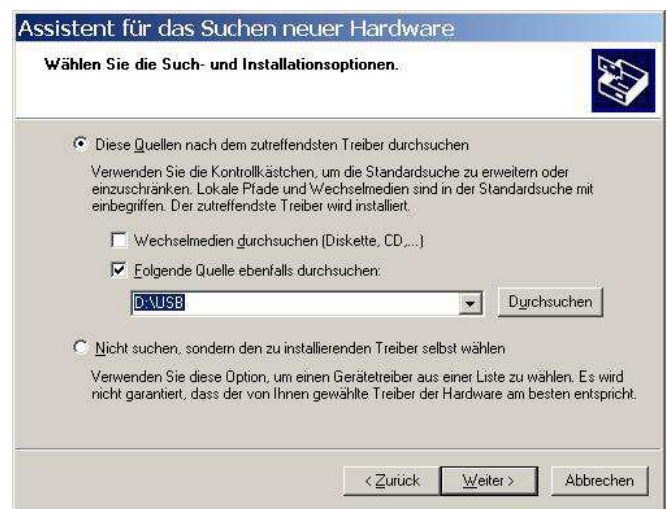 Assistent für das Suchen neuer Hardware
Wählen Sie die Such- und Installationsoptionen.
Diese Quellen nach dem zutreffendsten Treiber durchsuchen
Verwenden Sie die Kontrollkästchen, um die Standardsuche zu erweitern oder
einzuschränken. Lokale Pfade und Wechselmedien sind in der Standardsuche mit
einbegriffen. Der zutreffendste Treiber wird installiert.
Wechselmedien durchsuchen (Diskette, CD,...)
Folgende Quelle ebenfalls durchsuchen:
D:\USB
Durchsuchen
Nicht suchen, sondern den zu installierenden Treiber selbst wählen
Verwenden Sie diese Option, um einen Gerätetreiber aus einer Liste zu wählen. Es wird
nicht garantiert, dass der von Ihnen gewählte Treiber der Hardware am besten entspricht.
< Zurück Weiter > Abbrechen